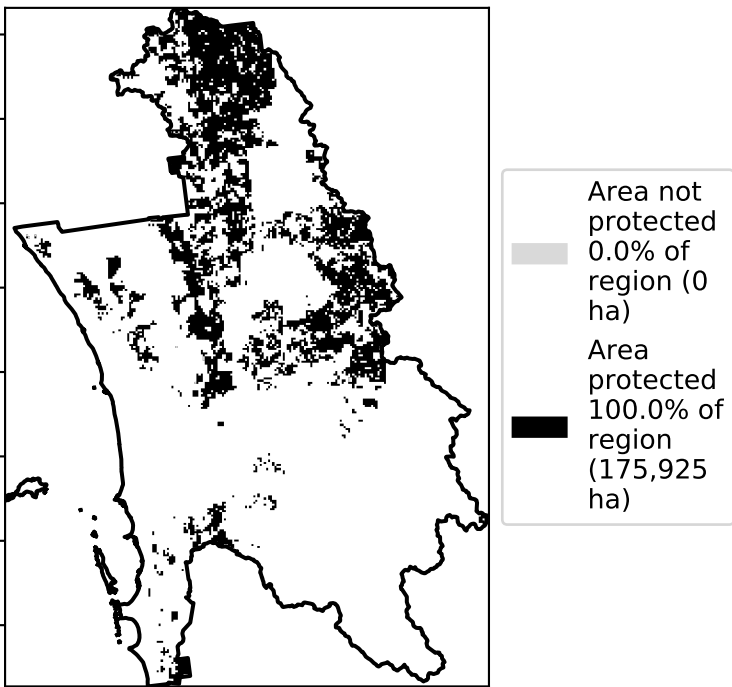 Area not
protected
0.0% of
region (0
ha)
Area
protected
100.0% of
region
(175,925
ha)